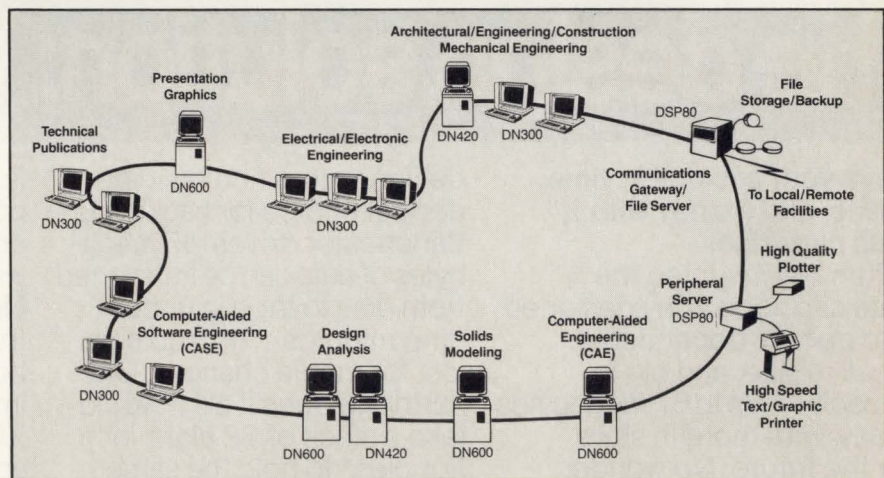 Architectural/Engineering/Construction
Mechanical Engineering
Presentation
Graphics
DSP80
File
Storage/Backup
Technical
Publications
Electrical/Electronic
Engineering
DN420
DN300
DN600
Communications
Gateway/
File Server
To Local/Remote
Facilities
DN300
High Quality
Plotter
Peripheral
Server
DSP80
Computer-Aided
Software Engineering
(CASE)
Design
Analysis
Solids
Modeling
Computer-Aided
Engineering
(CAE)
DN300
High Speed
Text/Graphic
Printer
DN600
DN420
DN600
DN600